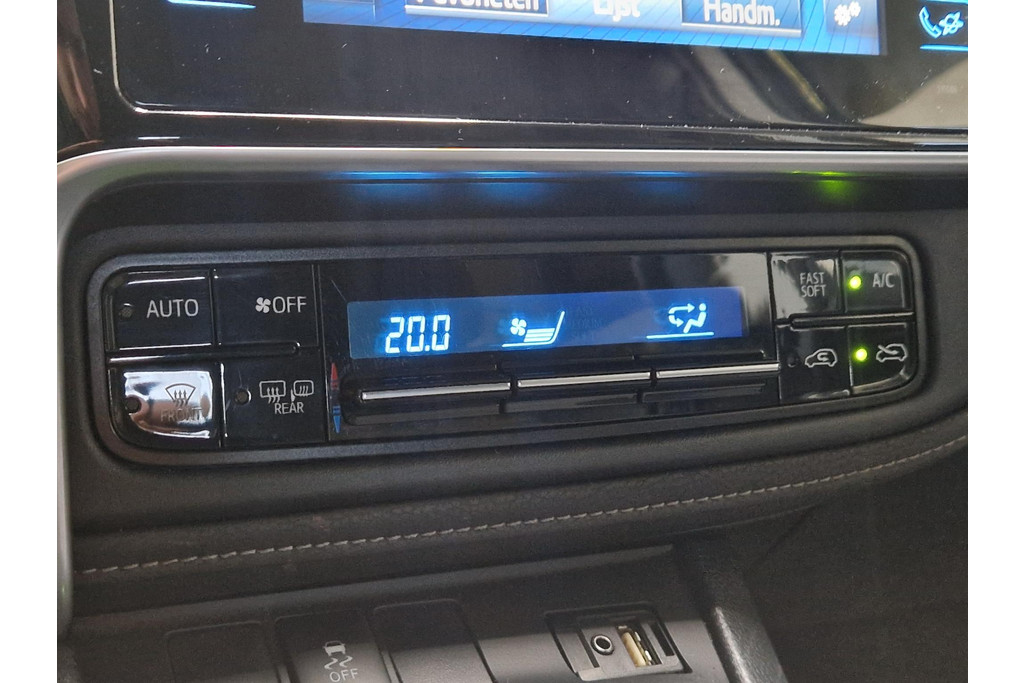 Favorieten Lijst Handm.
AUTO OFF
20.0
FAST
SOFT
A/C
FRONT
REAR
OFF